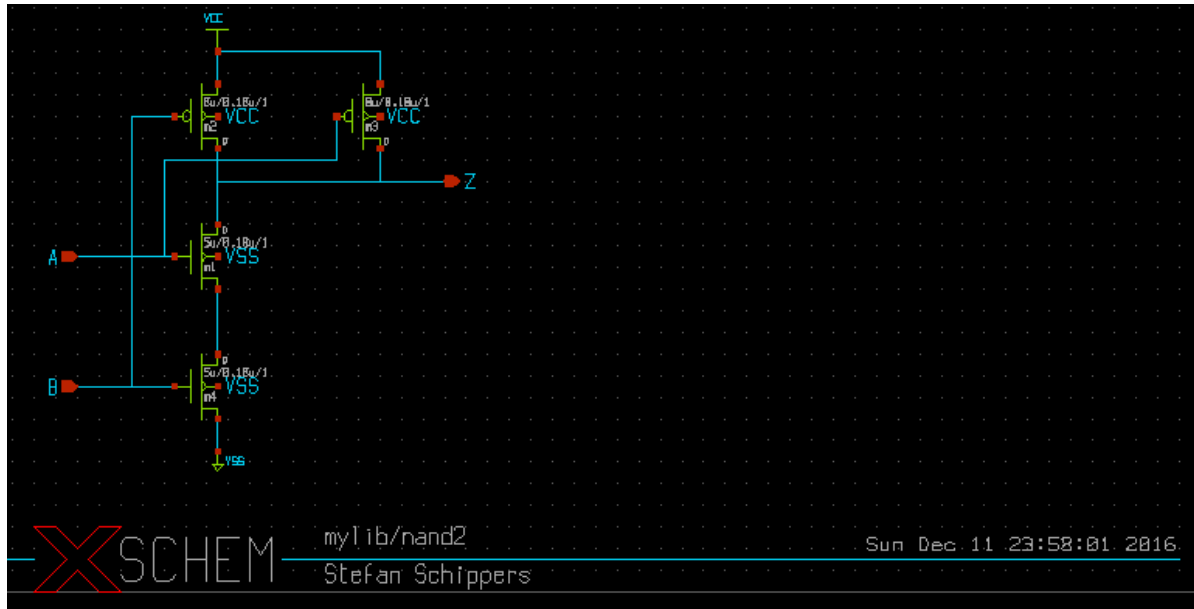 VCC
8u/0.18u/1
8u/0.18u/1
VCC
VCC
m2
m3
D
D
Z
D
5u/0.18u/1
A
VSS
m1
D
5u/0.18u/1
B
VSS
m4
VSS
XSCHEM
mylib/nand2
Sun Dec 11 23:58:01 2016
Stefan Schippers